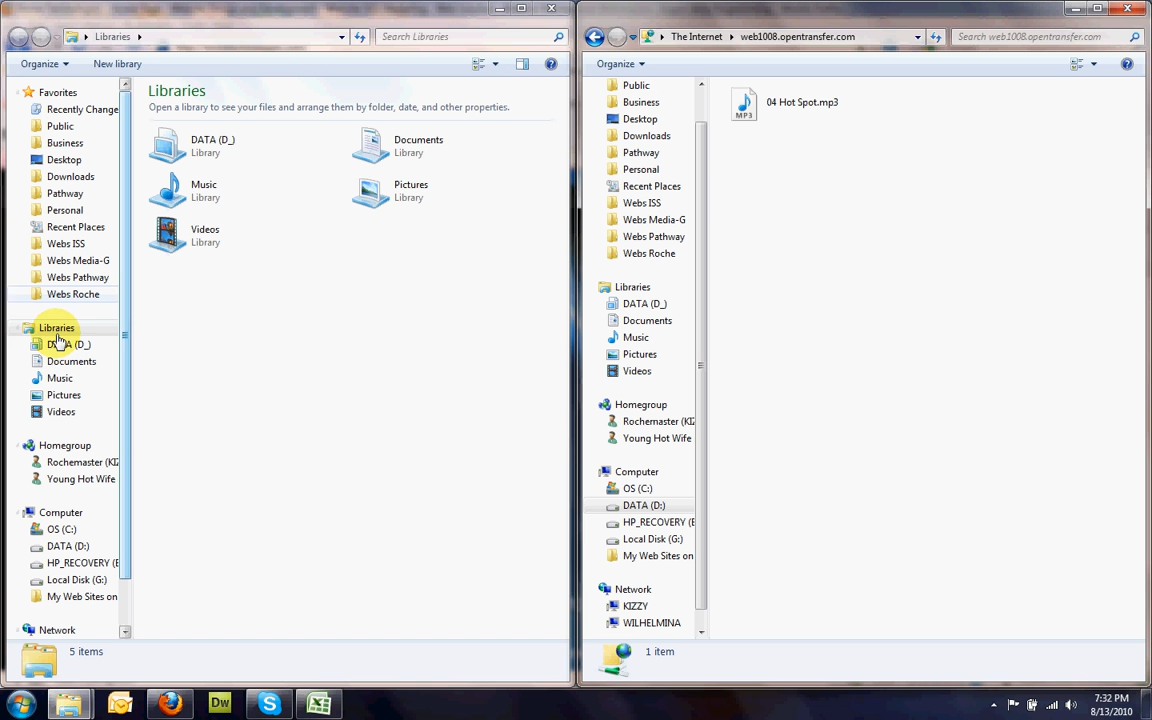 Libraries
Search Libraries
Organize
New library
Favorites
Recently Change
Public
Business
Desktop
Downloads
Pathway
Personal
Recent Places
Webs ISS
Webs Media-G
Webs Pathway
Webs Roche
Libraries
DATA (D_)
Documents
Music
Pictures
Videos
Homegroup
Rochemaster (KIZ
Young Hot Wife
Computer
OS (C:)
DATA (D:)
HP_RECOVERY (E
Local Disk (G:)
My Web Sites on
Network
Libraries
Open a library to see your files and arrange them by folder, date, and other properties.
DATA (D_)
Library
Documents
Library
Music
Library
Pictures
Library
Videos
Library
5 items
The Internet
web1008.opentransfer.com
Search web1008.opentransfer.com
Organize
Public
Business
Desktop
Downloads
Pathway
Personal
Recent Places
Webs ISS
Webs Media-G
Webs Pathway
Webs Roche
Libraries
DATA (D_)
Documents
Music
Pictures
Videos
Homegroup
Rochemaster (KIZ
Young Hot Wife
Computer
OS (C:)
DATA (D:)
HP_RECOVERY (E
Local Disk (G:)
My Web Sites on
Network
KIZZY
WILHELMINA
MP3
04 Hot Spot.mp3
1 item
Dw
7:32 PM
8/13/2010